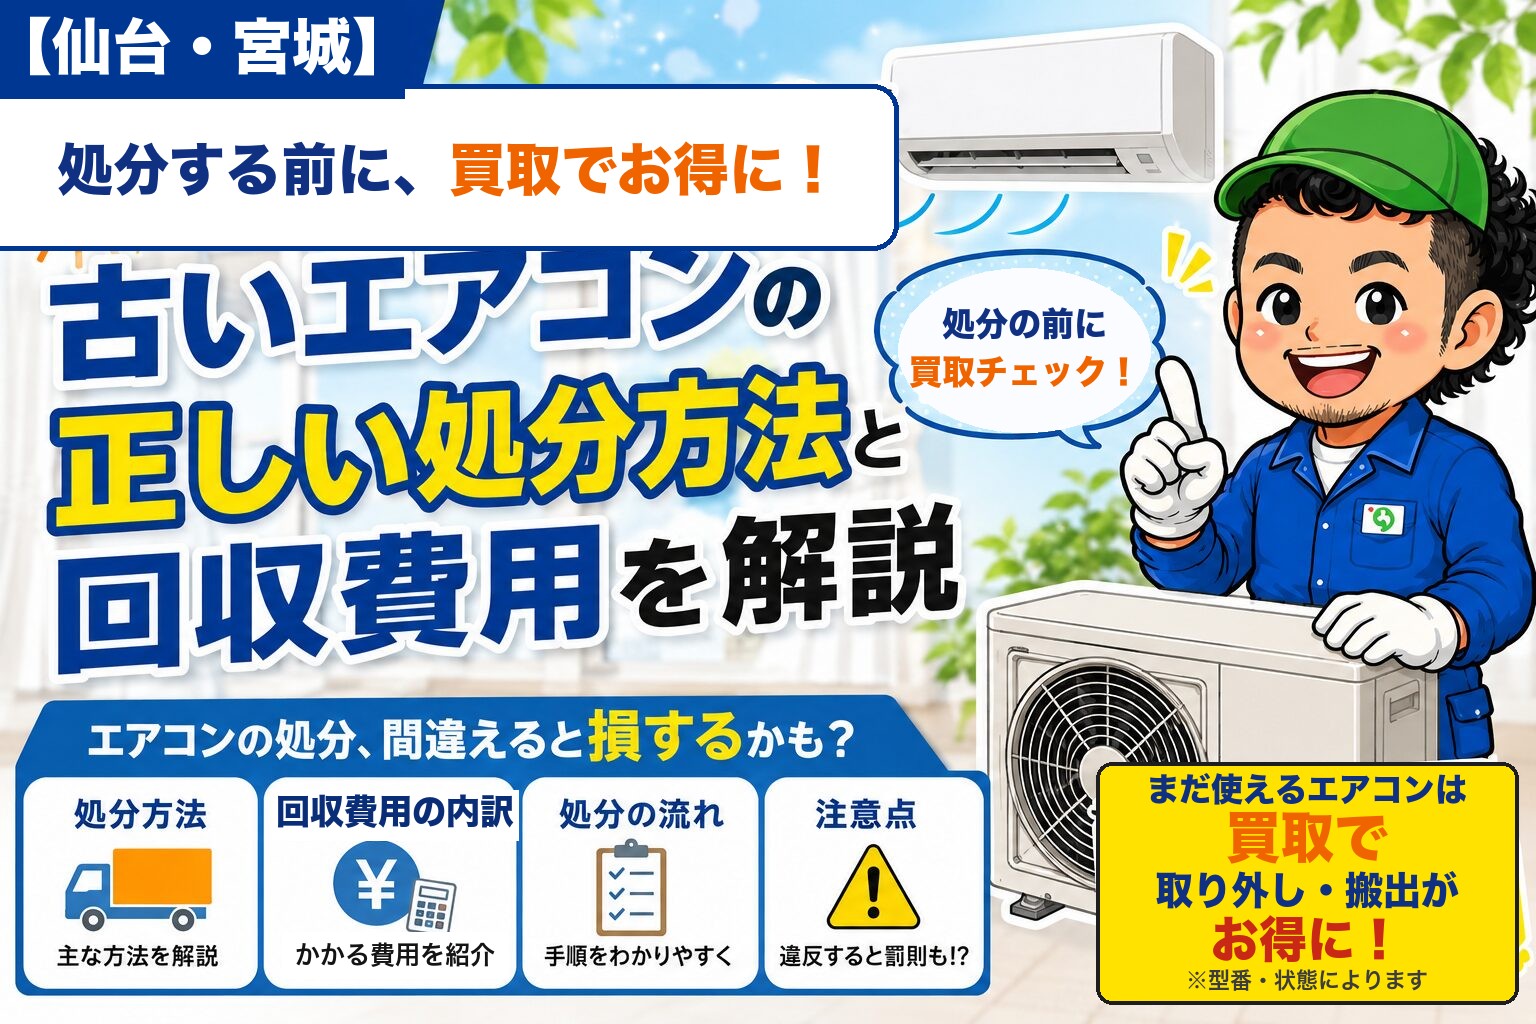 【仙台・宮城】
処分する前に、買取でお得に！
古いエアコンの
正しい処分方法と
回収費用を解説
処分の前に
買取チェック！
エアコンの処分、間違えると損するかも？
処分方法
主な方法を解説
回収費用の内訳
¥
かかる費用を紹介
処分の流れ
手順をわかりやすく
注意点
!
違反すると罰則も!?
まだ使えるエアコンは
買取で
取り外し・搬出が
お得に！
※型番・状態によります